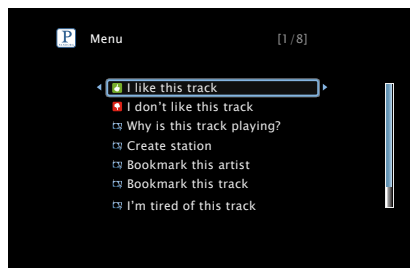 P
Menu
[1/8]
I like this track
I don't like this track
Why is this track playing?
Create station
Bookmark this artist
Bookmark this track
I'm tired of this track